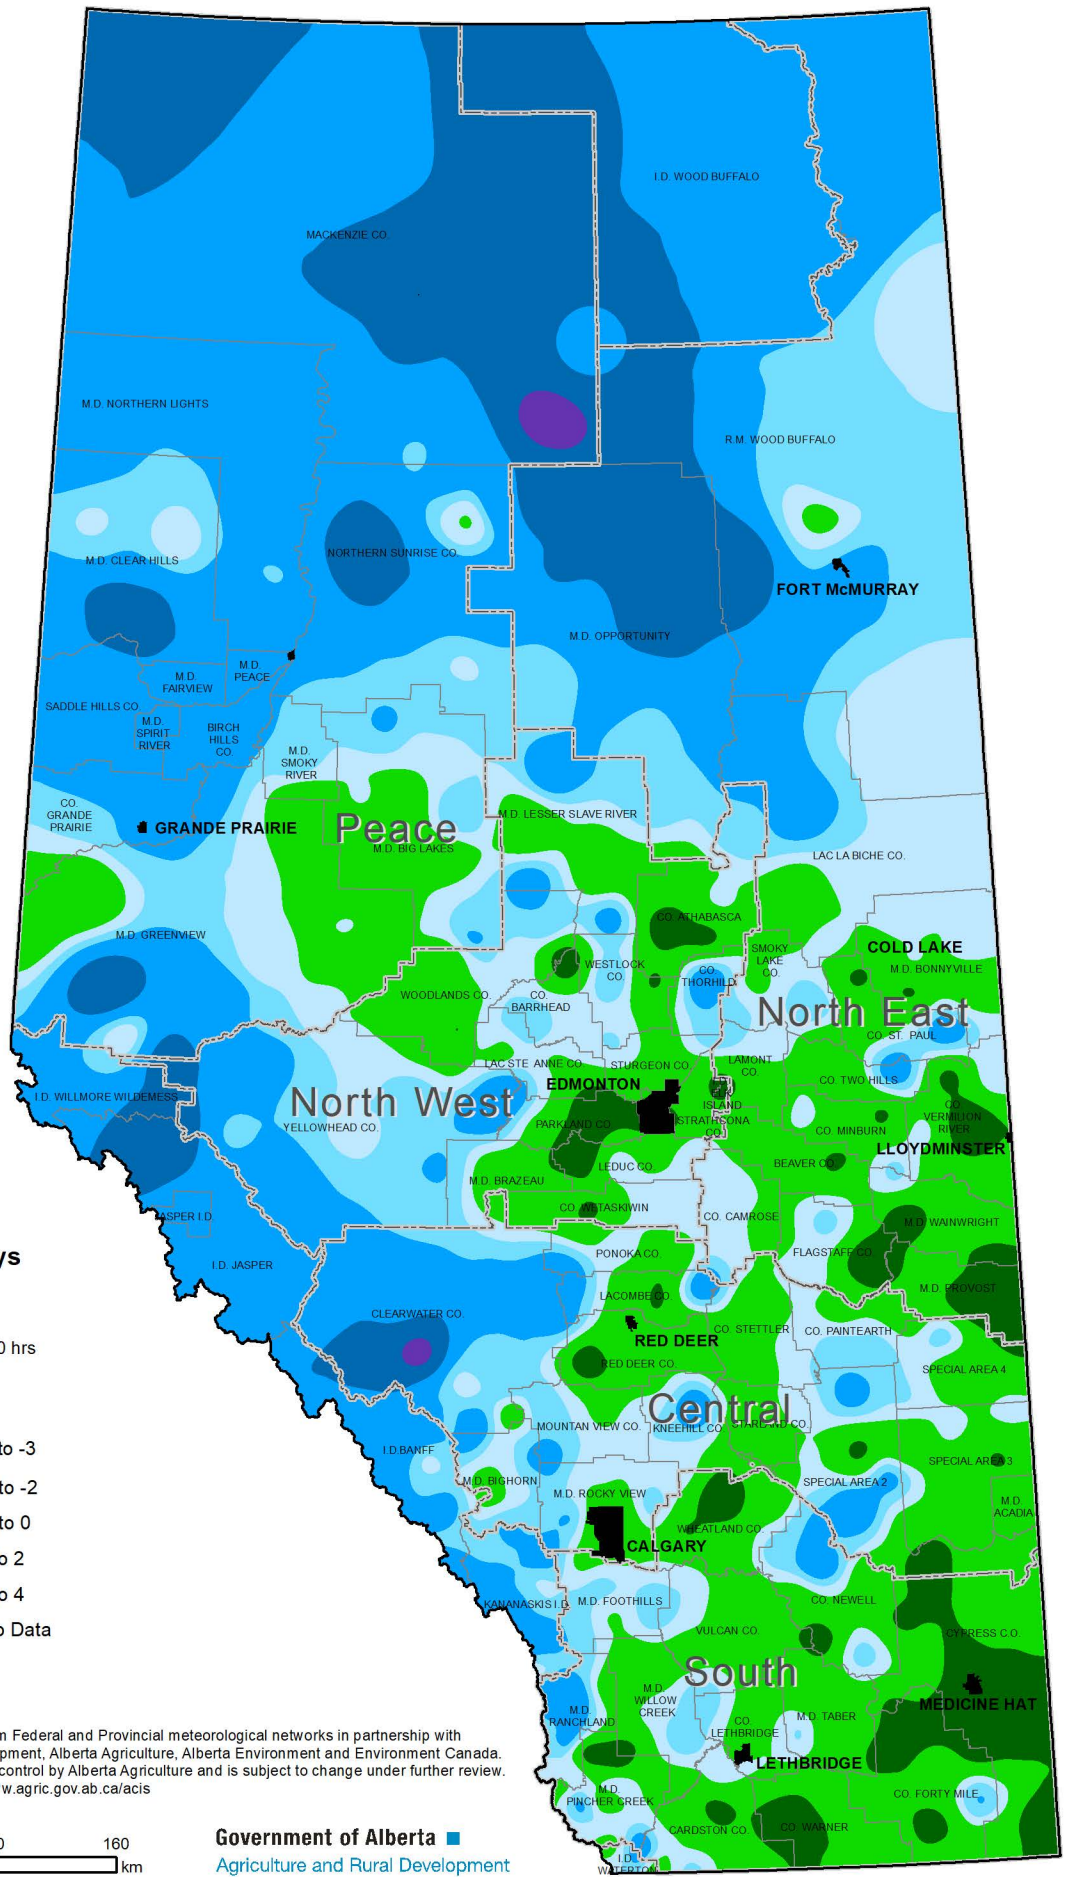 I.D. WOOD BUFFALO
MACKENZIE CO.
M.D. NORTHERN LIGHTS
R.M. WOOD BUFFALO
NORTHERN SUNRISE CO.
M.D. CLEAR HILLS
FORT McMURRAY
M.D. OPPORTUNITY
M.D.
PEACE
M.D.
FAIRVIEW
SADDLE HILLS CO.
M.D.
SPIRIT
RIVER
BIRCH
HILLS
CO.
M.D.
SMOKY
RIVER
CO.
GRANDE
PRAIRIE
GRANDE PRAIRIE
Peace
M.D. BIG LAKES
M.D. LESSER SLAVE RIVER
LAC LA BICHE CO.
CO. ATHABASCA
M.D. GREENVIEW
COLD LAKE
SMOKY
LAKE
CO.
M.D. BONNYVILLE
WESTLOCK
CO.
CO.
THORHILD
WOODLANDS CO.
CO.
BARRHEAD
North East
CO. ST. PAUL
LAC STE ANNE CO.
STURGEON CO.
LAMONT
CO.
EDMONTON
CO. TWO HILLS
I.D. WILLMORE WILDERNESS
North West
YELLOWHEAD CO.
ELK
ISLAND
PARKLAND CO.
STRATHCONA
CO.
CO. MINBURN
CO.
VERMILION
RIVER
LLOYDMINSTER
BEAVER CO.
LEDUC CO.
M.D. BRAZEAU
CO. WETASKIWIN
CO. CAMROSE
JASPER I.D.
M.D. WAINWRIGHT
FLAGSTAFF CO.
PONOKA CO.
I.D. JASPER
ys
M.D. PROVOST
LACOMBE CO.
CLEARWATER CO.
RED DEER
CO. STETTLER
CO. PAINTEARTH
0 hrs
RED DEER CO.
SPECIAL AREA 4
Central
MOUNTAN VIEW CO.
KNEEHILL CO.
STARLAND CO.
to -3
I.D.BANFF
SPECIAL AREA 3
M.D. BIGHORN
SPECIAL AREA 2
to -2
M.D. ROCKY VIEW
M.D.
ACADIA
to 0
WHEATLAND CO.
CALGARY
o 2
o 4
KANANASKIS I.D.
M.D. FOOTHILLS
CO. NEWELL
o Data
VULCAN CO.
CYPRESS C.O.
South
M.D.
WILLOW
CREEK
MEDICINE HAT
M.D.
RANCHLAND
M.D. TABER
CO.
LETHBRIDGE
LETHBRIDGE
m Federal and Provincial meteorological networks in partnership with
pment, Alberta Agriculture, Alberta Environment and Environment Canada.
control by Alberta Agriculture and is subject to change under further review.
w.agric.gov.ab.ca/acis
M.D.
PINCHER CREEK
CO. FORTY MILE
CARDSTON CO.
CO. WARNER
I.D.
WATERTON
0 160
km
Government of Alberta
Agriculture and Rural Development